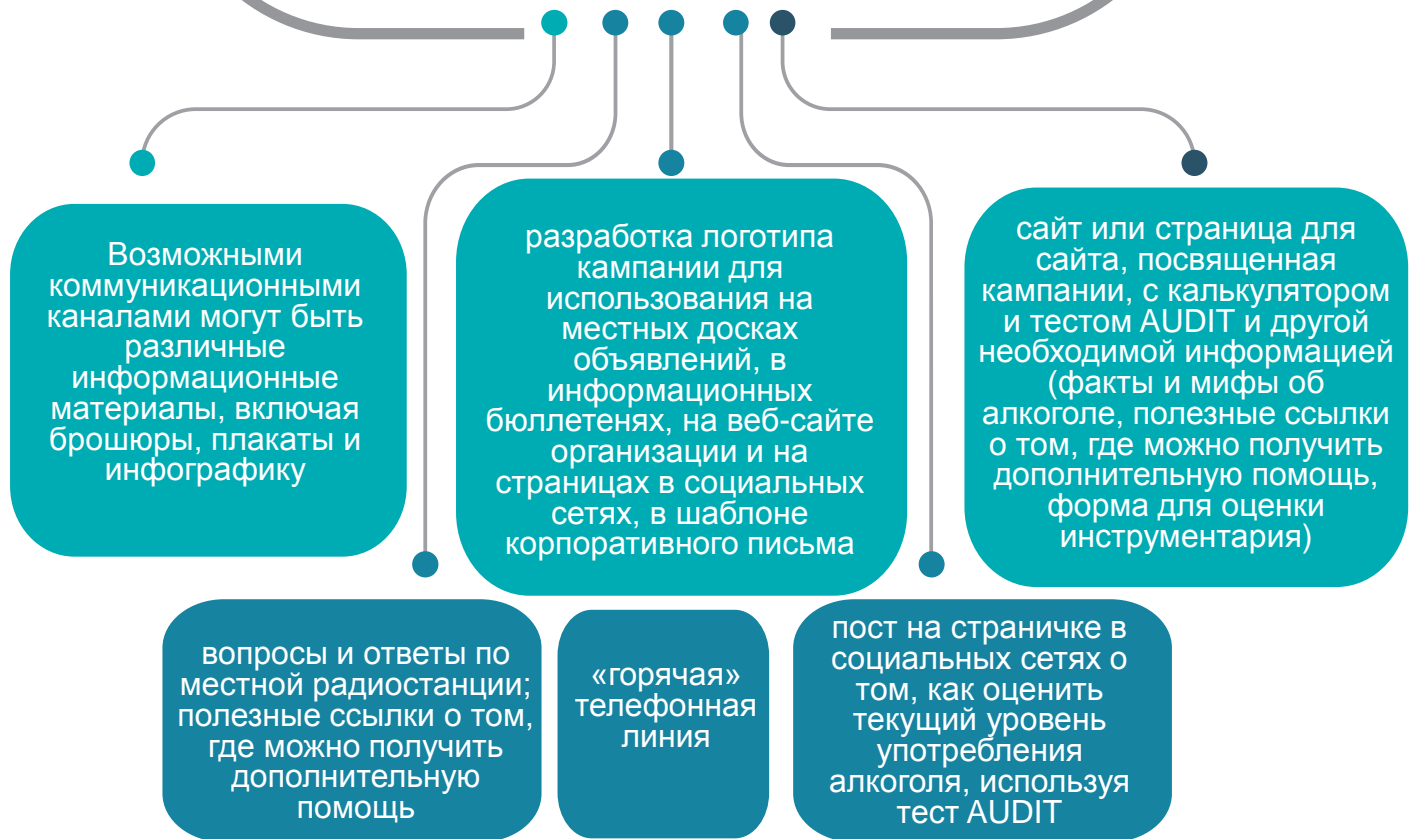 Возможными
коммуникационными
каналами могут быть
различные
информационные
материалы, включая
брошюры, плакаты и
инфографику
разработка логотипа
кампании для
использования на
местных досках
объявлений, в
информационных
бюллетенях, на веб-сайте
организации и на
страницах в социальных
сетях, в шаблоне
корпоративного письма
сайт или страница для
сайта, посвященная
кампании, с калькулятором
и тестом AUDIT и другой
необходимой информацией
(факты и мифы об
алкоголе, полезные ссылки
о том, где можно получить
дополнительную помощь,
форма для оценки
инструментария)
вопросы и ответы по
местной радиостанции;
полезные ссылки о том,
где можно получить
дополнительную
помощь
«горячая»
телефонная
линия
пост на страничке в
социальных сетях о
том, как оценить
текущий уровень
употребления
алкоголя, используя
тест AUDIT